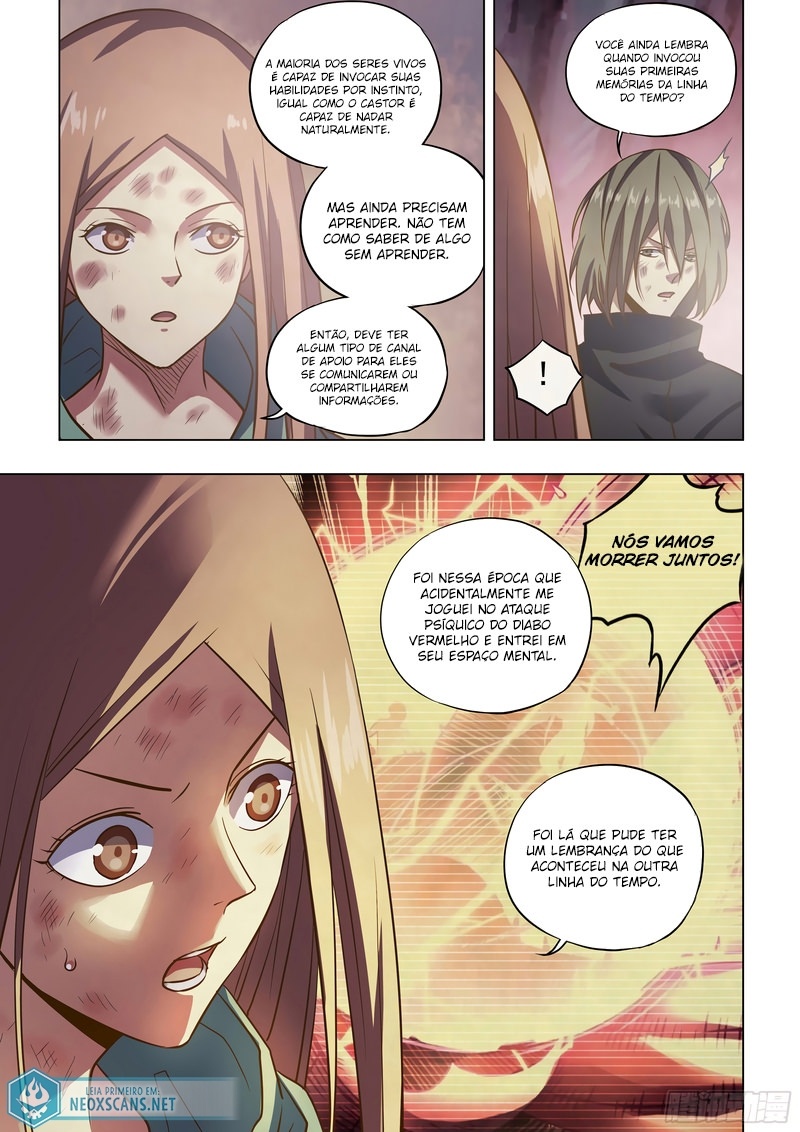 A MAIORIA DOS SERES VIVOS
É CAPAZ DE INVOCAR SUAS
HABILIDADES POR INSTINTO,
IGUAL COMO O CASTOR É
CAPAZ DE NADAR
NATURALMENTE.
MAS AINDA PRECISAM
APRENDER. NÃO TEM
COMO SABER DE ALGO
SEM APRENDER.
ENTÃO, DEVE TER
ALGUM TIPO DE CANAL
DE APOIO PARA ELES
SE COMUNICAREM OU
COMPARTILHAREM
INFORMAÇÕES.
VOCÊ AINDA LEMBRA
QUANDO INVOCOU
SUAS PRIMEIRAS
MEMÓRIAS DA LINHA
DO TEMPO?
!
NÓS VAMOS
MORRER JUNTOS!
FOI NESSA ÉPOCA QUE
ACIDENTALMENTE ME
JOGUEI NO ATAQUE
PSÍQUICO DO DIABO
VERMELHO E ENTREI EM
SEU ESPAÇO MENTAL.
FOI LÁ QUE PUDE TER
UM LEMBRANÇA DO QUE
ACONTECEU NA OUTRA
LINHA DO TEMPO.
LEIA PRIMEIRO EM:
NEOXSCANS.NET
腾讯动漫